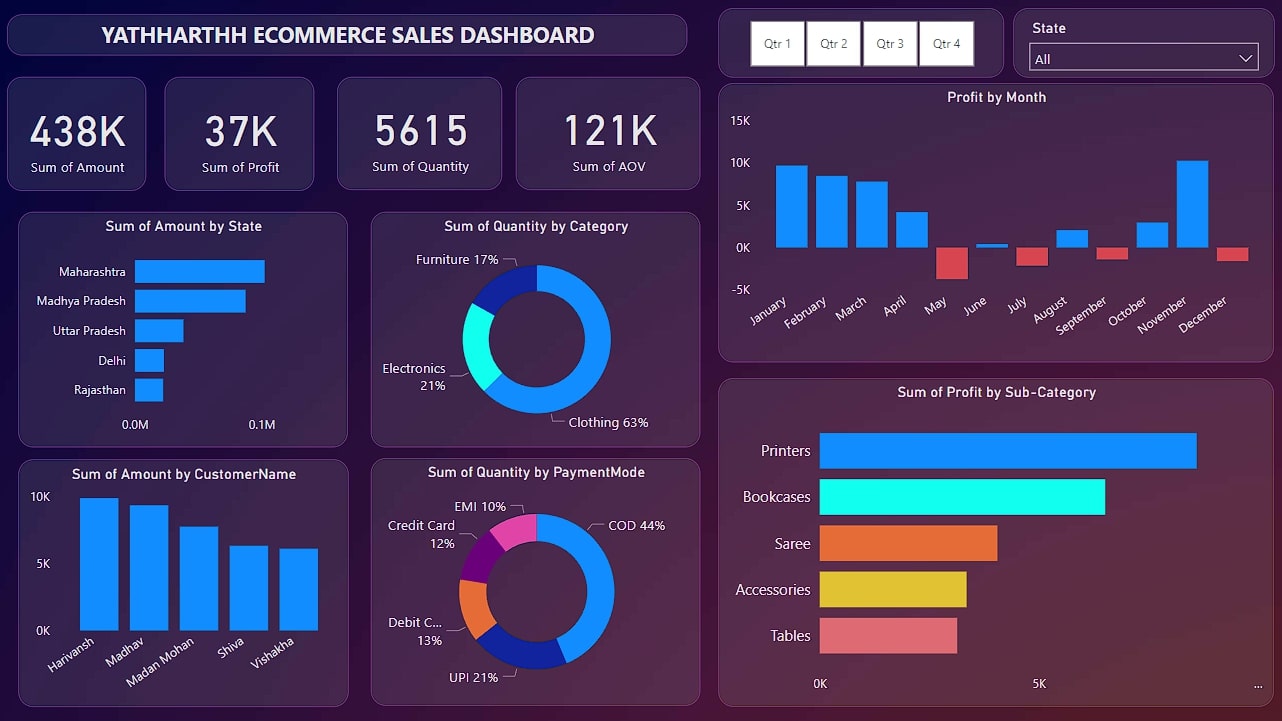 YATHHARTHH ECOMMERCE SALES DASHBOARD
Qtr 1
Qtr 2
Qtr 3
Qtr 4
State
All
438K
Sum of Amount
37K
Sum of Profit
5615
Sum of Quantity
121K
Sum of AOV
Profit by Month
15K
10K
5K
0K
-5K
January
February
March
April
May
June
July
August
September
October
November
December
Sum of Amount by State
Maharashtra
Madhya Pradesh
Uttar Pradesh
Delhi
Rajasthan
0.0M
0.1M
Sum of Quantity by Category
Furniture 17%
Electronics
21%
Clothing 63%
Sum of Profit by Sub-Category
Printers
Bookcases
Saree
Accessories
Tables
0K
5K
...
Sum of Amount by CustomerName
10K
5K
0K
Harivansh
Madhav
Madan Mohan
Shiva
Vishakha
Sum of Quantity by PaymentMode
EMI 10%
COD 44%
Credit Card
12%
Debit C...
13%
UPI 21%